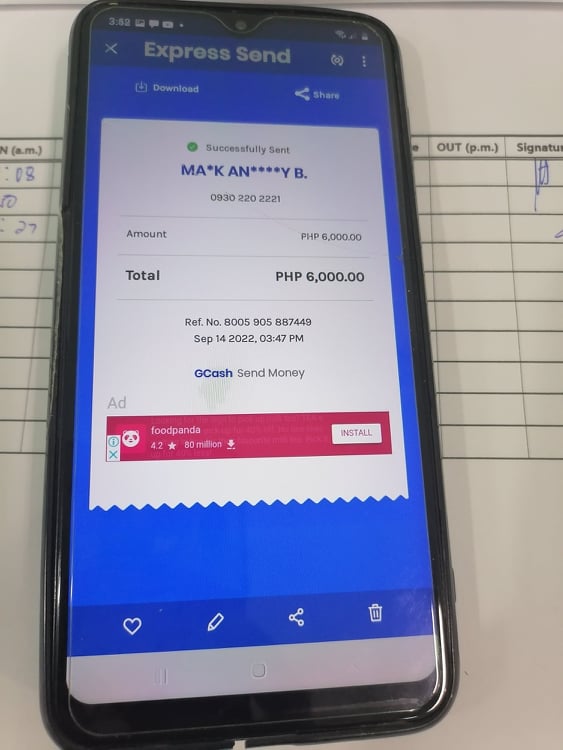 3:52
Express Send
Download
Share
Successfully Sent
MA*K AN****Y B.
0930 220 2221
Amount PHP 6,000.00
Total PHP 6,000.00
Ref. No. 8005 905 887449
Sep 14 2022, 03:47 PM
GCash Send Money
Ad
foodpanda
4.2 ★ 80 million
INSTALL
N (a.m.)
:08
50
: 27
e
OUT (p.m.)
Signatur